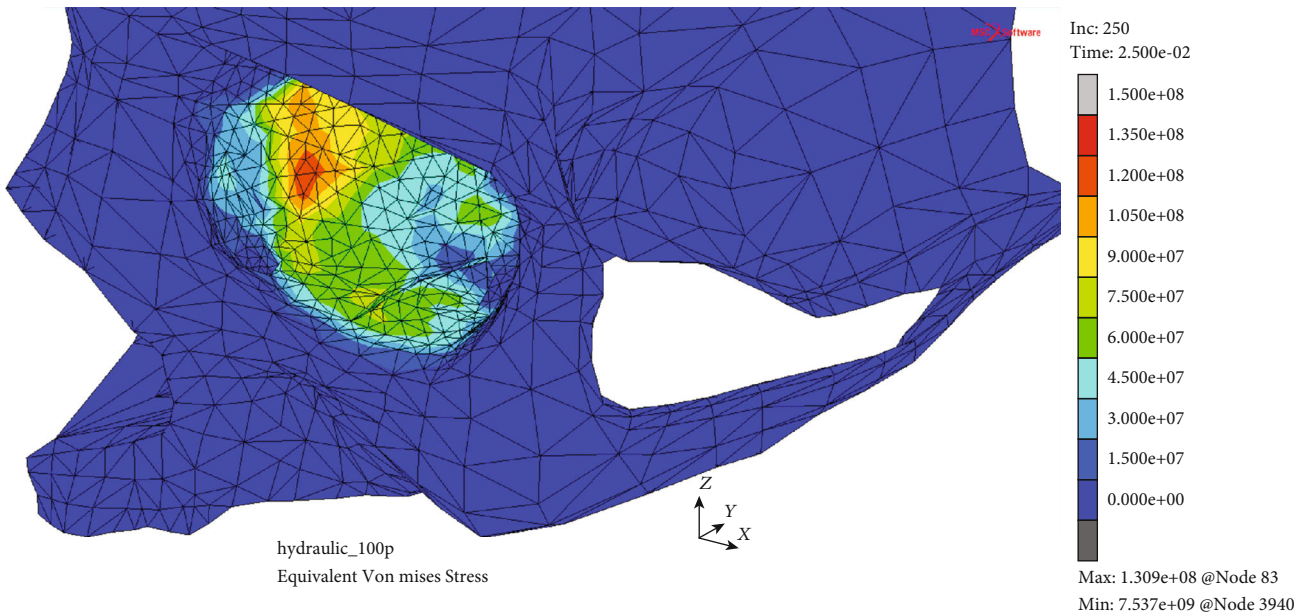 MSC Software
Inc: 250
Time: 2.500e-02
1.500e+08
1.350e+08
1.200e+08
1.050e+08
9.000e+07
7.500e+07
6.000e+07
4.500e+07
3.000e+07
1.500e+07
0.000e+00
Z
Y
X
hydraulic_100p
Equivalent Von mises Stress
Max: 1.309e+08 @Node 83
Min: 7.537e+09 @Node 3940